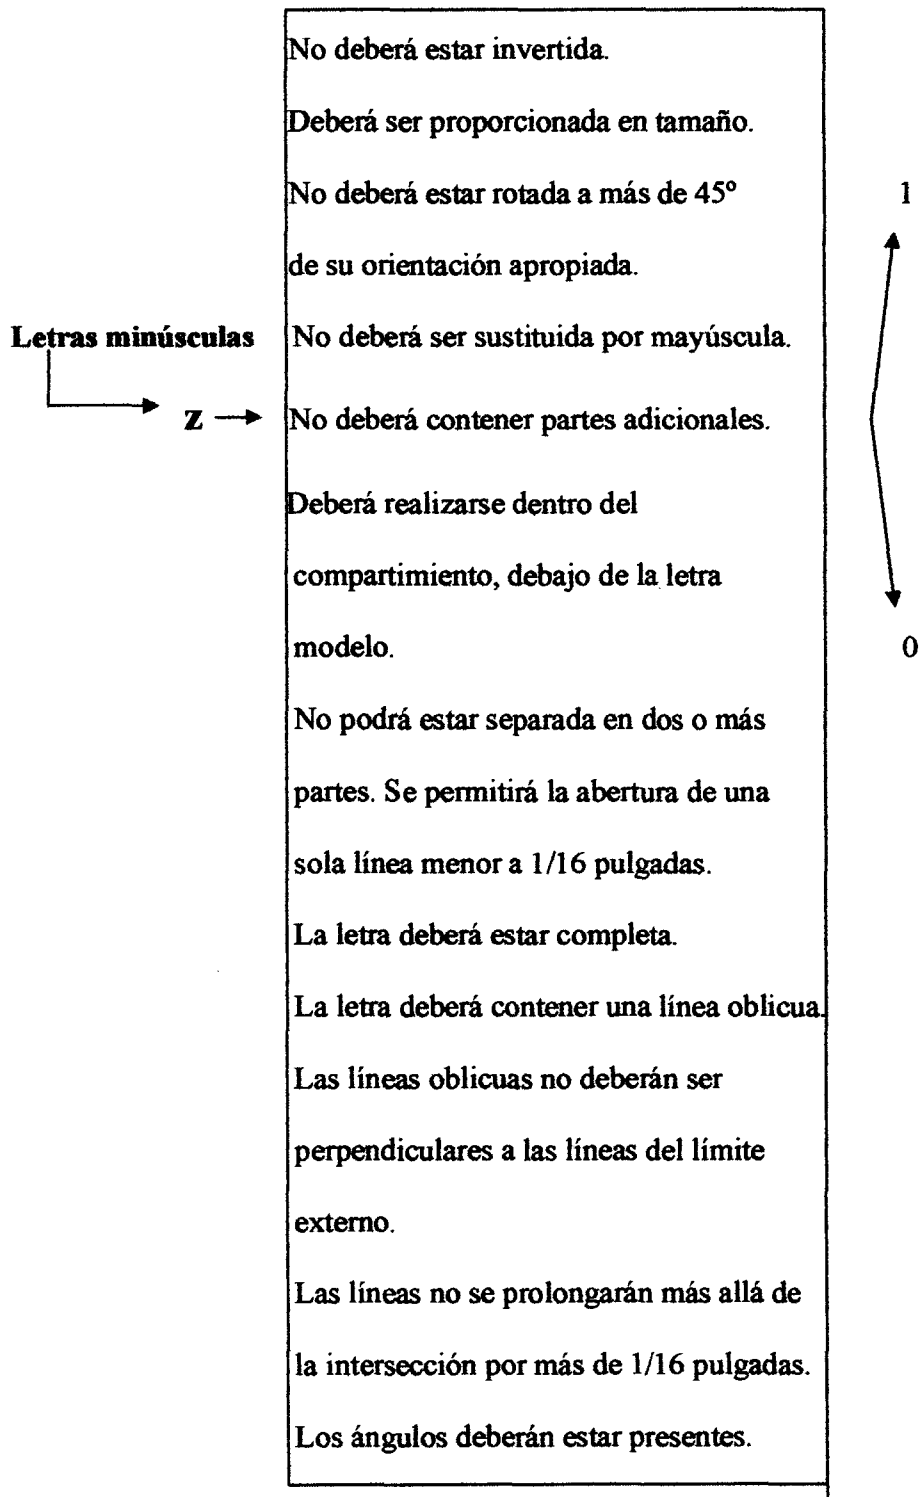 No deberá estar invertida.
Deberá ser proporcionada en tamaño.
No deberá estar rotada a más de 45º
1
de su orientación apropiada.
Letras minúsculas
No deberá ser sustituida por mayúscula.
z
No deberá contener partes adicionales.
Deberá realizarse dentro del
compartimiento, debajo de la letra
modelo.
0
No podrá estar separada en dos o más
partes. Se permitirá la abertura de una
sola línea menor a 1/16 pulgadas.
La letra deberá estar completa.
La letra deberá contener una línea oblicua.
Las líneas oblicuas no deberán ser
perpendiculares a las líneas del límite
externo.
Las líneas no se prolongarán más allá de
la intersección por más de 1/16 pulgadas.
Los ángulos deberán estar presentes.